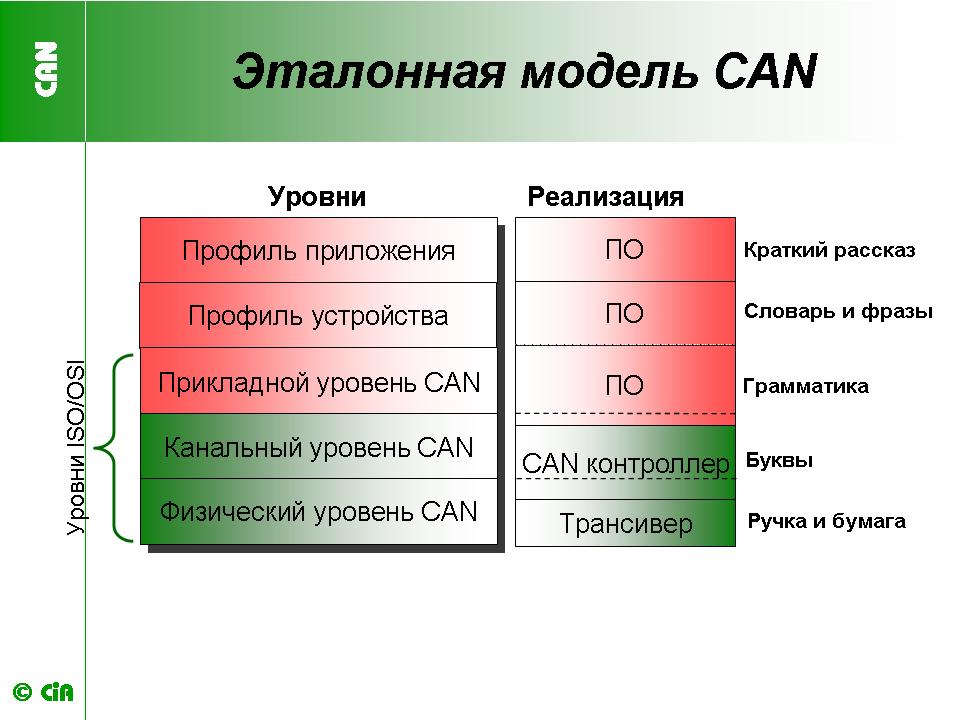 CAN
Эталонная модель CAN
Уровни
Реализация
Профиль приложения
ПО
Краткий рассказ
Профиль устройства
ПО
Словарь и фразы
Прикладной уровень CAN
ПО
Грамматика
Канальный уровень CAN
CAN контроллер
Буквы
Физический уровень CAN
Трансивер
Ручка и бумага
Уровни ISO/OSI
© CiA